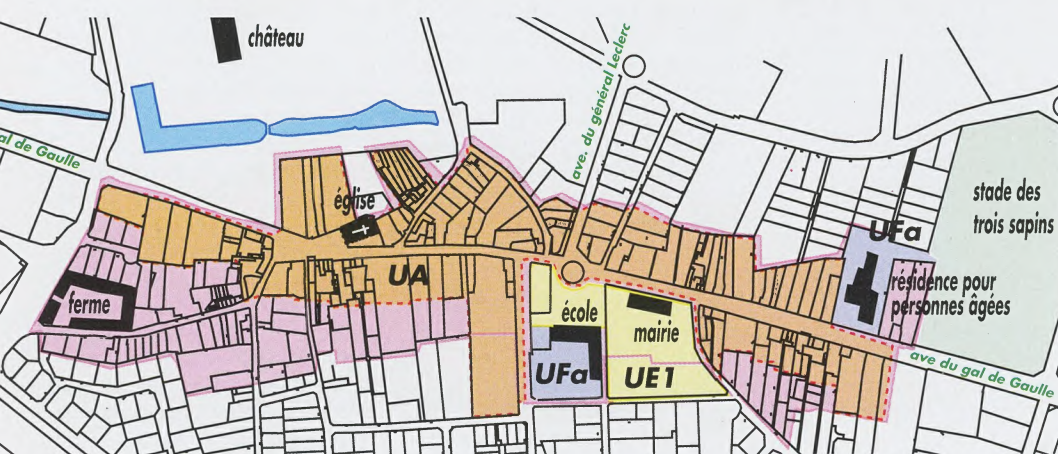 château
ave. du général Leclerc
al de Gaulle
église
stade des
trois sapins
UFa
UA
ferme
résidence pour
personnes âgées
école
mairie
UFa
UE1
ave du gal de Gaulle